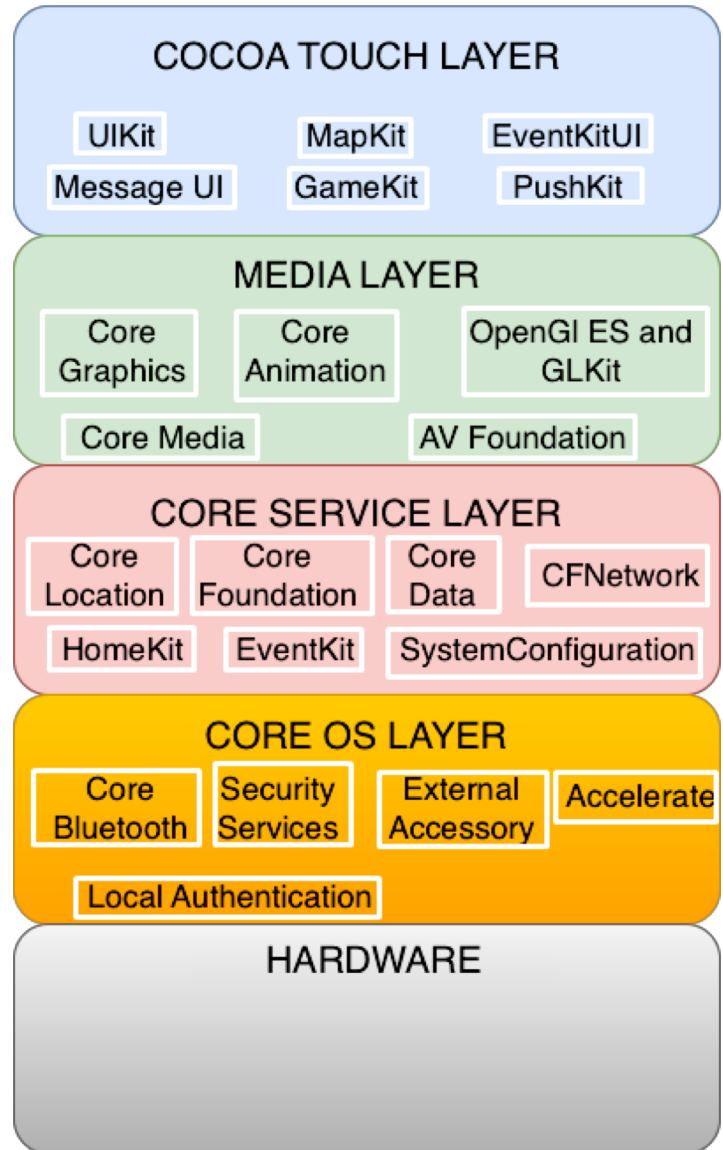 COCOA TOUCH LAYER
UIKit MapKit EventKitUI
Message UI GameKit PushKit
MEDIA LAYER
Core Graphics
Core Animation
OpenGl ES and GLKit
Core Media AV Foundation
CORE SERVICE LAYER
Core Location
Core Foundation
Core Data
CFNetwork
HomeKit EventKit SystemConfiguration
CORE OS LAYER
Core Bluetooth
Security Services
External Accessory
Accelerate
Local Authentication
HARDWARE